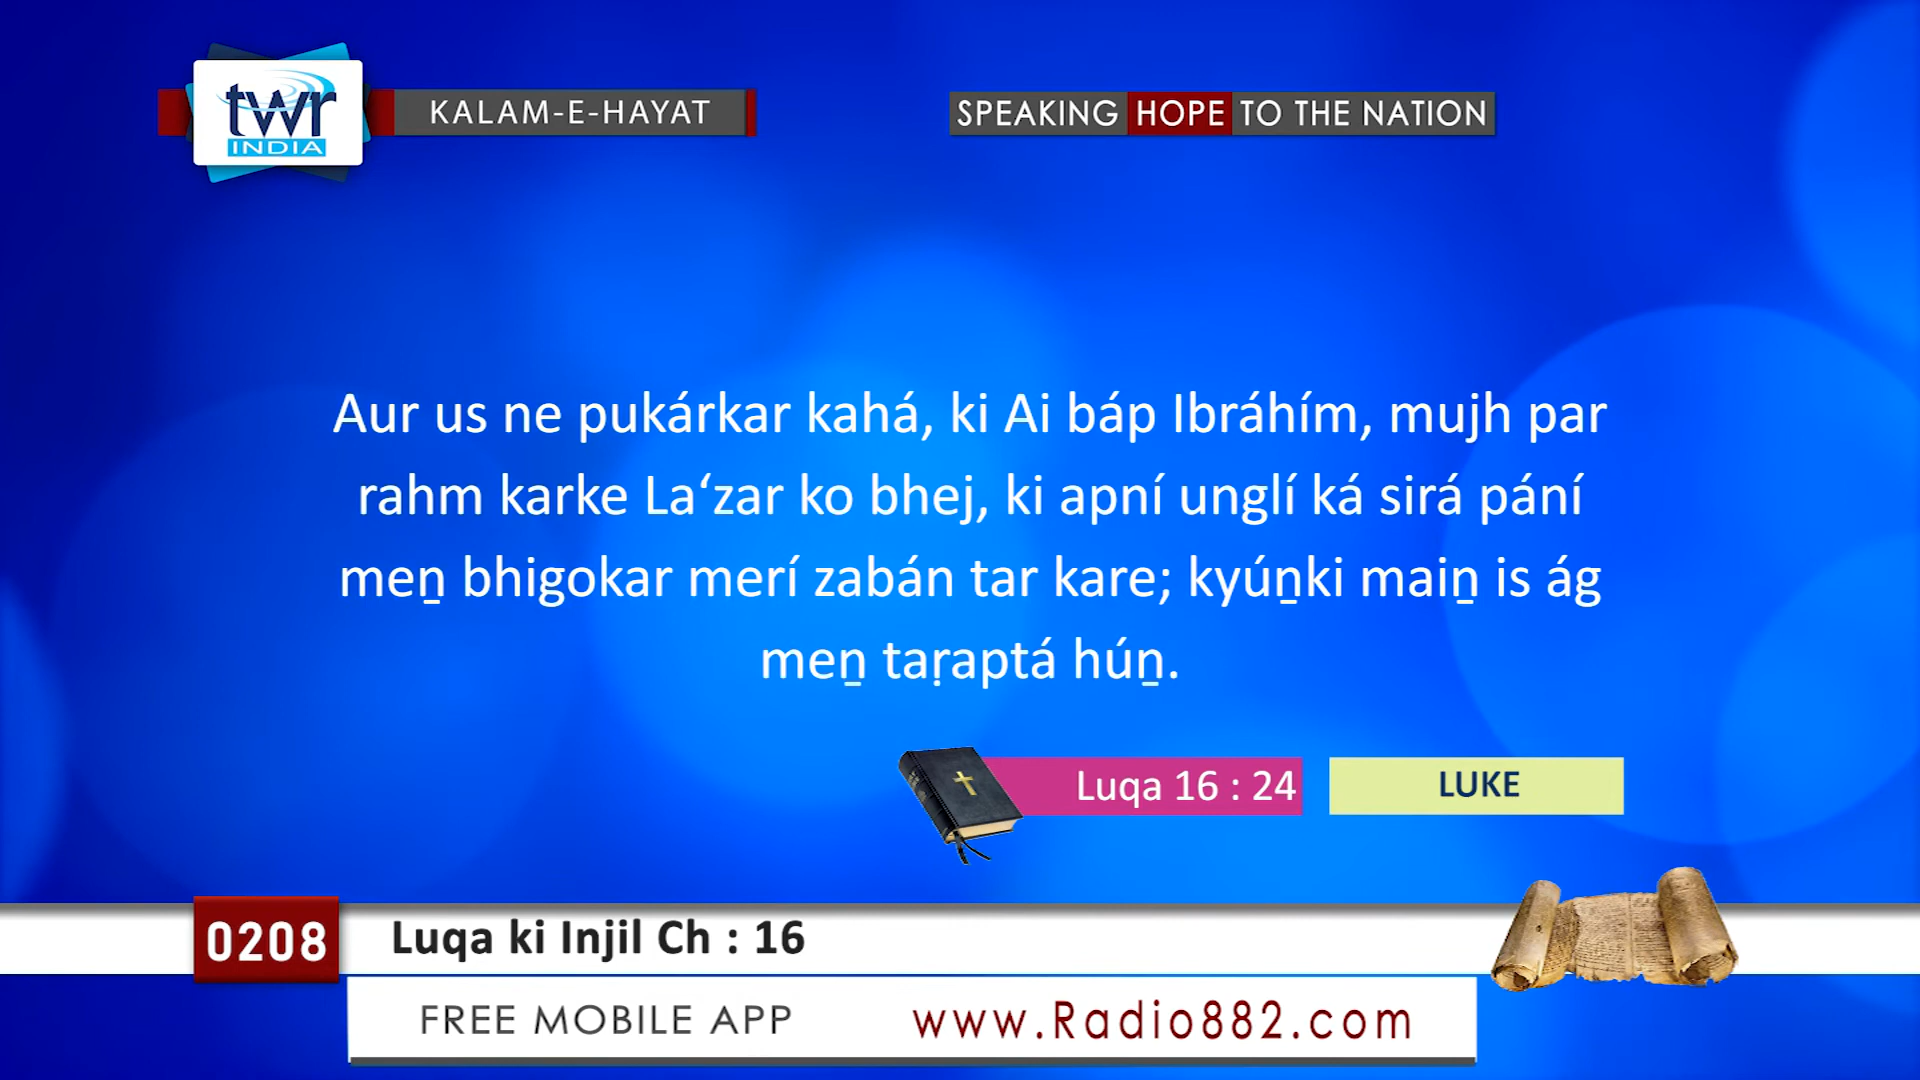 twr
INDIA
KALAM-E-HAYAT
SPEAKING HOPE TO THE NATION
Aur us ne pukárkar kahá, ki Ai báp Ibráhím, mujh par
rahm karke La‘zar ko bhej, ki apní unglí ká sirá pání
meṉ bhigokar merí zabán tar kare; kyúṉki maiṉ is ág
meṉ taṛaptá húṉ.
Luqa 16 : 24
LUKE
0208
Luqa ki Injil Ch : 16
FREE MOBILE APP
www.Radio882.com